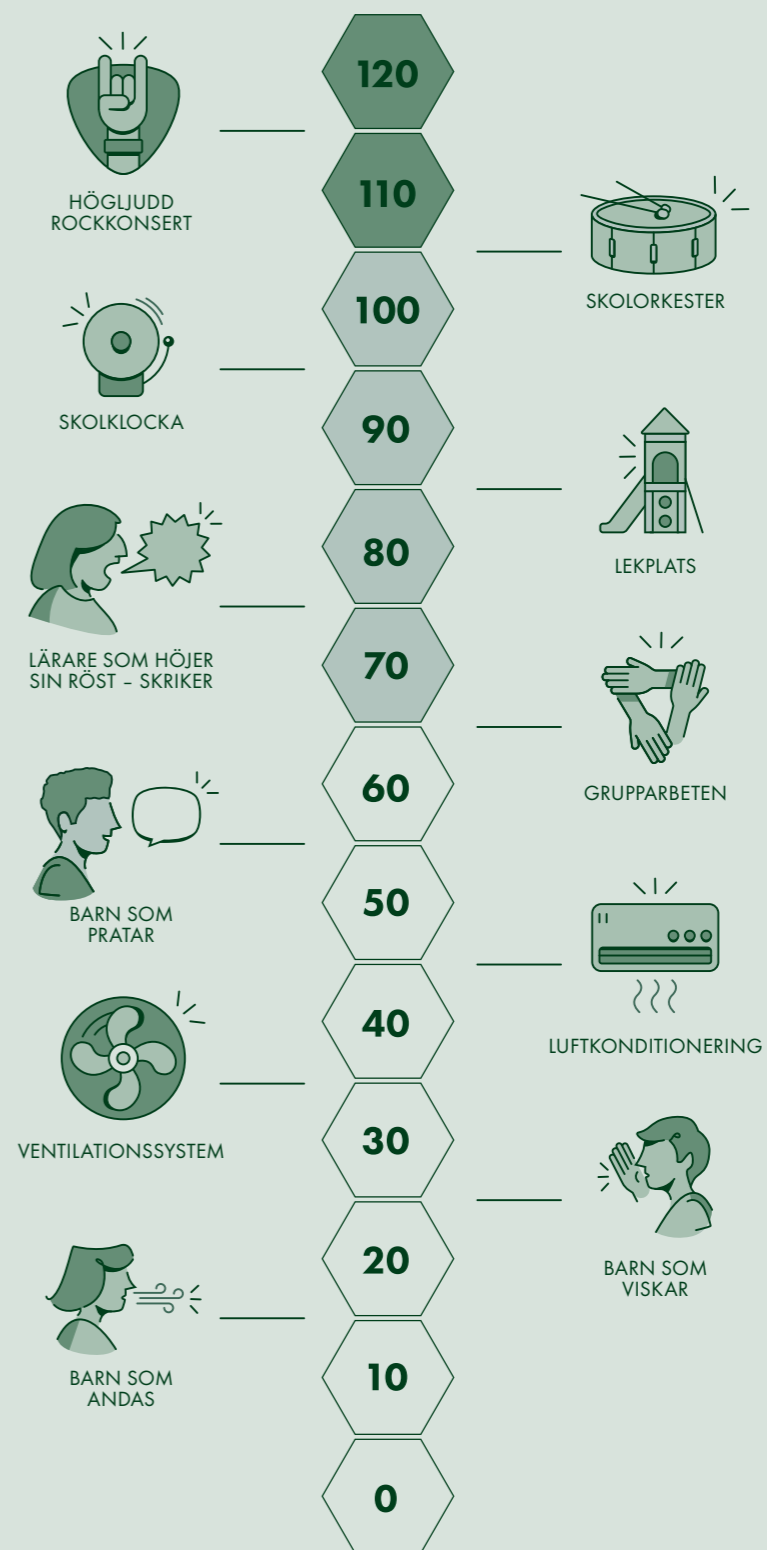 120
HÖGLJUDD
ROCKKONSERT
110
SKOLORKESTER
100
SKOLKLOCKA
90
LEKPLATS
80
LÄRARE SOM HÖJER
SIN RÖST – SKRIKER
70
GRUPPARBETEN
60
BARN SOM
PRATAR
50
LUFTKONDITIONERING
40
VENTILATIONSSYSTEM
30
BARN SOM
VISKAR
20
BARN SOM
ANDAS
10
0